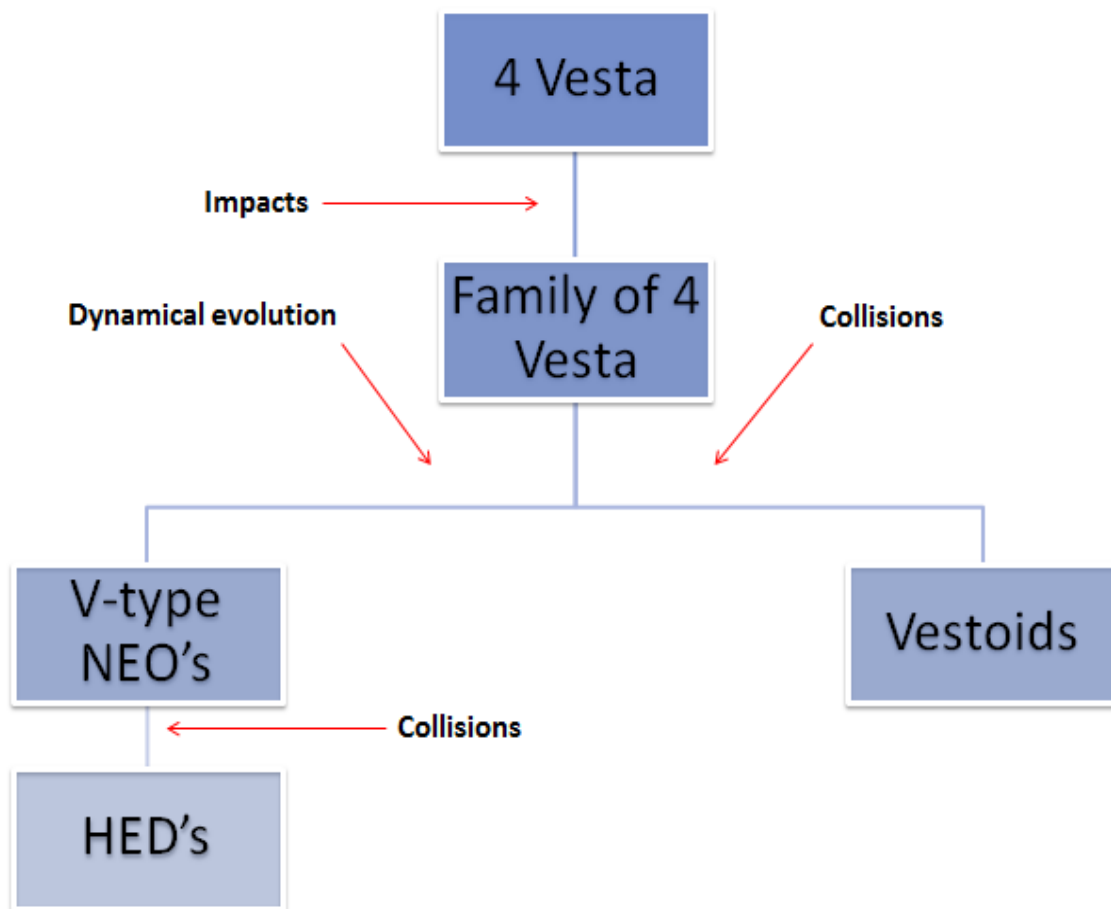 4 Vesta
Impacts
Family of 4
Vesta
Dynamical evolution
Collisions
V-type
NEO's
Vestoids
Collisions
HED's